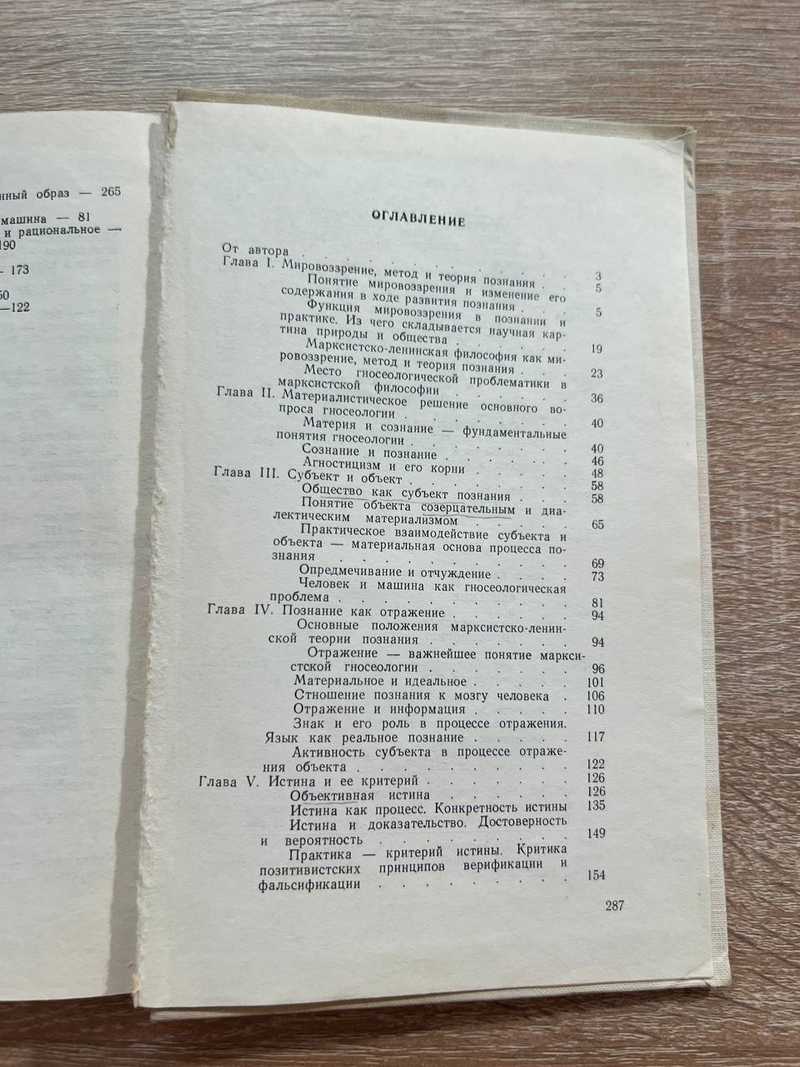 нный образ — 265
машина — 81
и рациональное —
190
— 173
50
—122
ОГЛАВЛЕНИЕ
От автора . . . . . . . . . . . 3
Глава I. Мировоззрение, метод и теория познания . . 5
Понятие мировоззрения и изменение его
содержания в ходе развития познания . . . . 5
Функция мировоззрения в познании и
практике. Из чего складывается научная кар-
тина природы и общества . . . . . . 19
Марксистско-ленинская философия как ми-
ровоззрение, метод и теория познания . . . . 23
Место гносеологической проблематики в
марксистской философии . . . . . . 36
Глава II. Материалистическое решение основного во-
проса гносеологии . . . . . . . . 40
Материя и сознание — фундаментальные
понятия гносеологии . . . . . . . . 40
Сознание и познание . . . . . . 46
Агностицизм и его корни . . . . . 48
Глава III. Субъект и объект . . . . . . . . 58
Общество как субъект познания . . . . 58
Понятие объекта созерцательным и диа-
лектическим материализмом . . . . . 65
Практическое взаимодействие субъекта и
объекта — материальная основа процесса по-
знания . . . . . . . . . . 69
Опредмечивание и отчуждение . . . . 73
Человек и машина как гносеологическая
проблема . . . . . . . . . . 81
Глава IV. Познание как отражение . . . . . 94
Основные положения марксистско-ленин-
ской теории познания . . . . . . . 94
Отражение — важнейшее понятие маркси-
стской гносеологии . . . . . . . 96
Материальное и идеальное . . . . . 101
Стношение познания к мозгу человека . . 106
Отражение и информация . . . . . 110
Знак и его роль в процессе отражения.
Язык как реальное познание . . . . . 117
Активность субъекта в процессе отраже-
ния объекта . . . . . . . . . 122
Глава V. Истина и ее критерий . . . . . . . 126
Объективная истина . . . . . . 126
Истина как процесс. Конкретность истины 135
Истина и доказательство. Достоверность
и вероятность . . . . . . . . . 149
Практика — критерий истины. Критика
позитивистских принципов верификации и
фальсификации . . . . . . . . . 154
287